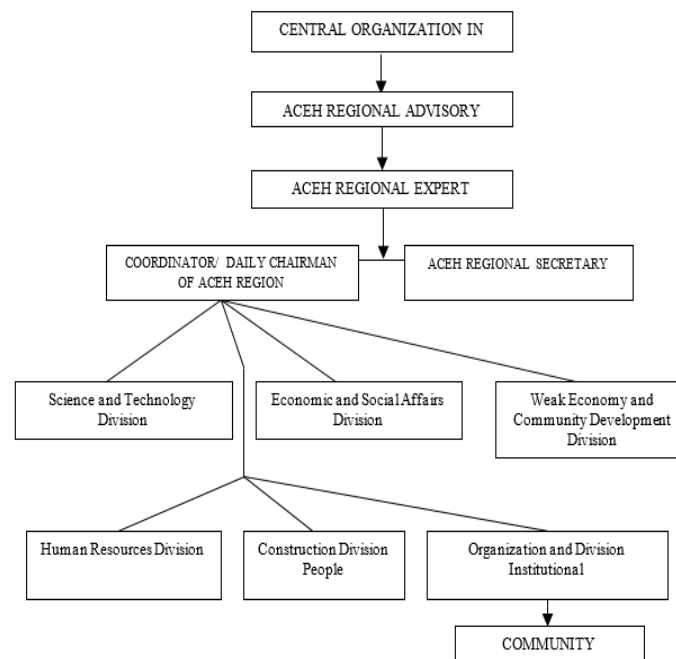 CENTRAL ORGANIZATION IN
ACEH REGIONAL ADVISORY
ACEH REGIONAL EXPERT
COORDINATOR/ DAILY CHAIRMAN
OF ACEH REGION
ACEH REGIONAL SECRETARY
Science and Technology
Division
Economic and Social Affairs
Division
Weak Economy and
Community Development
Division
Human Resources Division
Construction Division
People
Organization and Division
Institutional
COMMUNITY